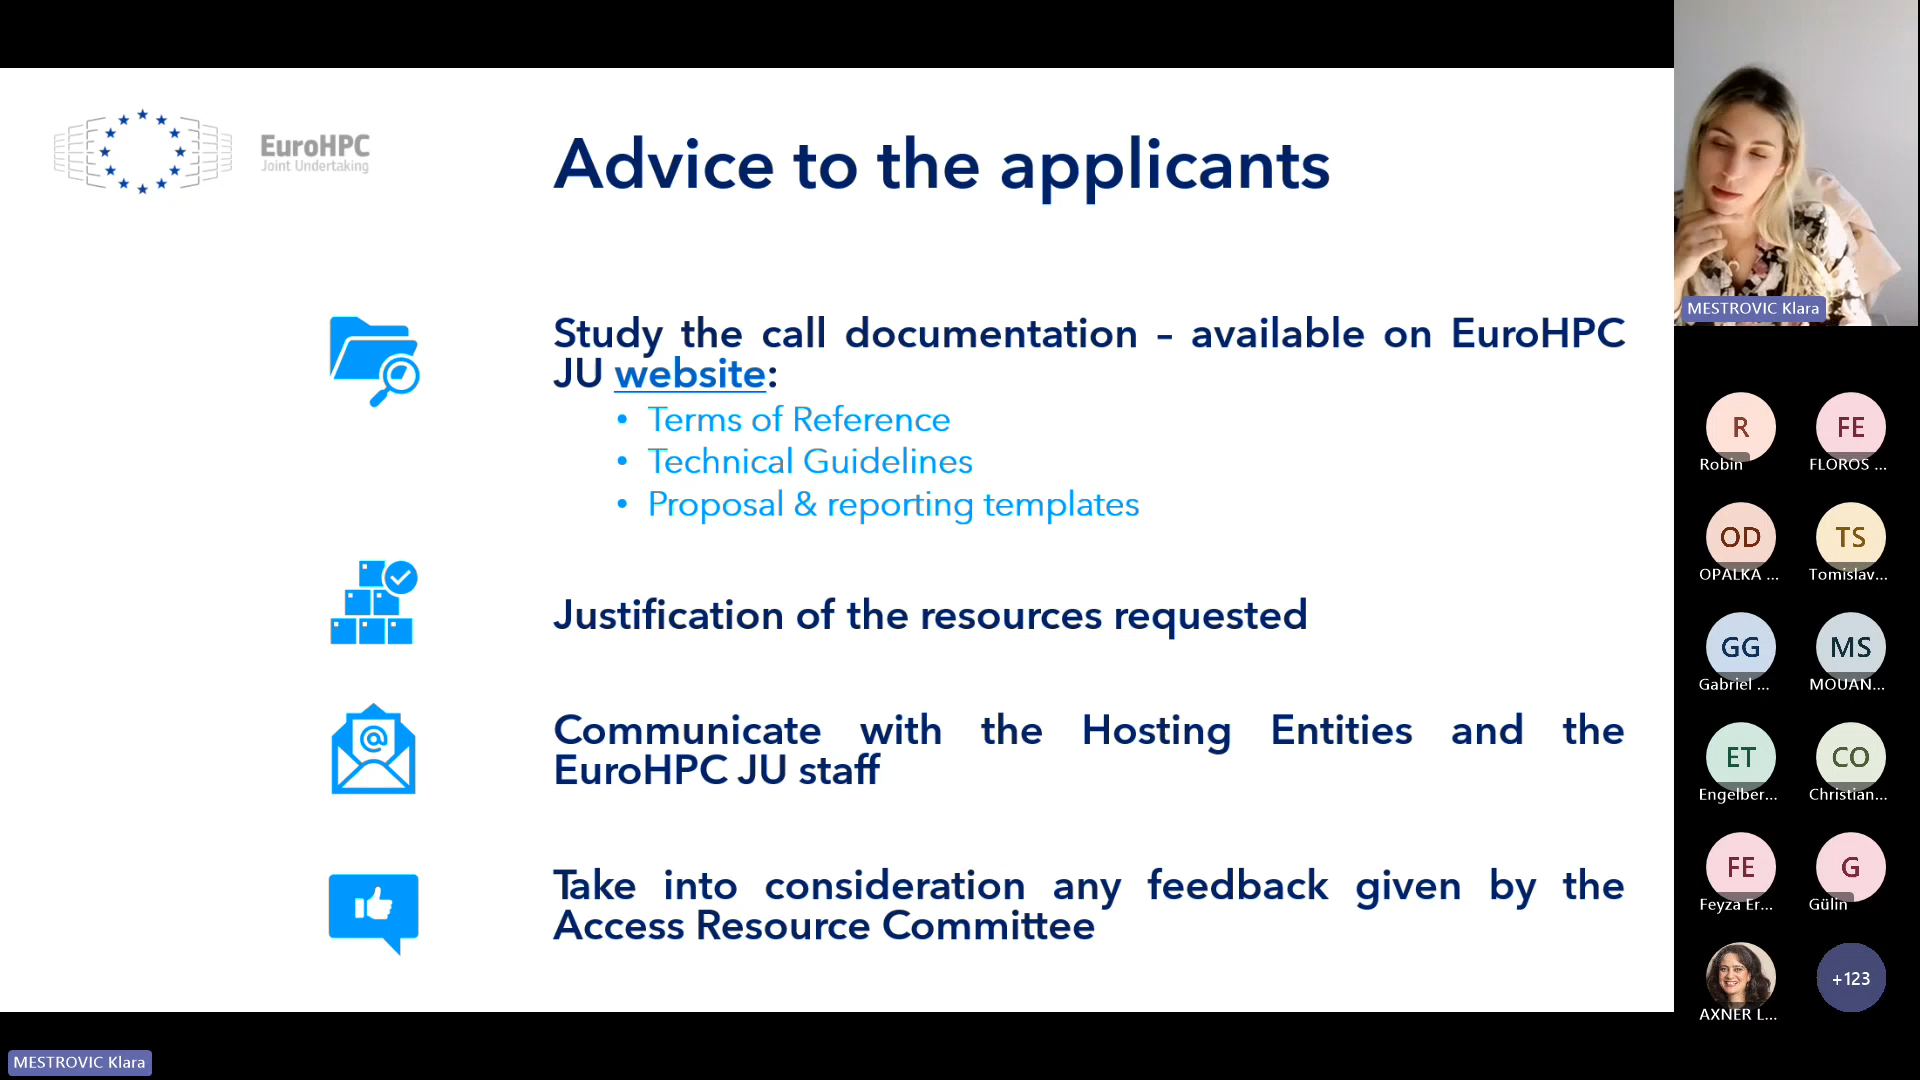 EuroHPC
Joint Undertaking
Advice to the applicants
Study the call documentation – available on EuroHPC
JU website:
• Terms of Reference
• Technical Guidelines
• Proposal & reporting templates
Justification of the resources requested
@
Communicate with the Hosting Entities and the
EuroHPC JU staff
Take into consideration any feedback given by the
Access Resource Committee
MESTROVIC Klara
R
Robin
FE
FLOROS ...
OD
OPALKA ...
TS
Tomislav...
GG
Gabriel ...
MS
MOUAN...
ET
Engelber...
CO
Christian...
FE
Feyza Er...
G
Gülin
AXNER L...
+123
MESTROVIC Klara